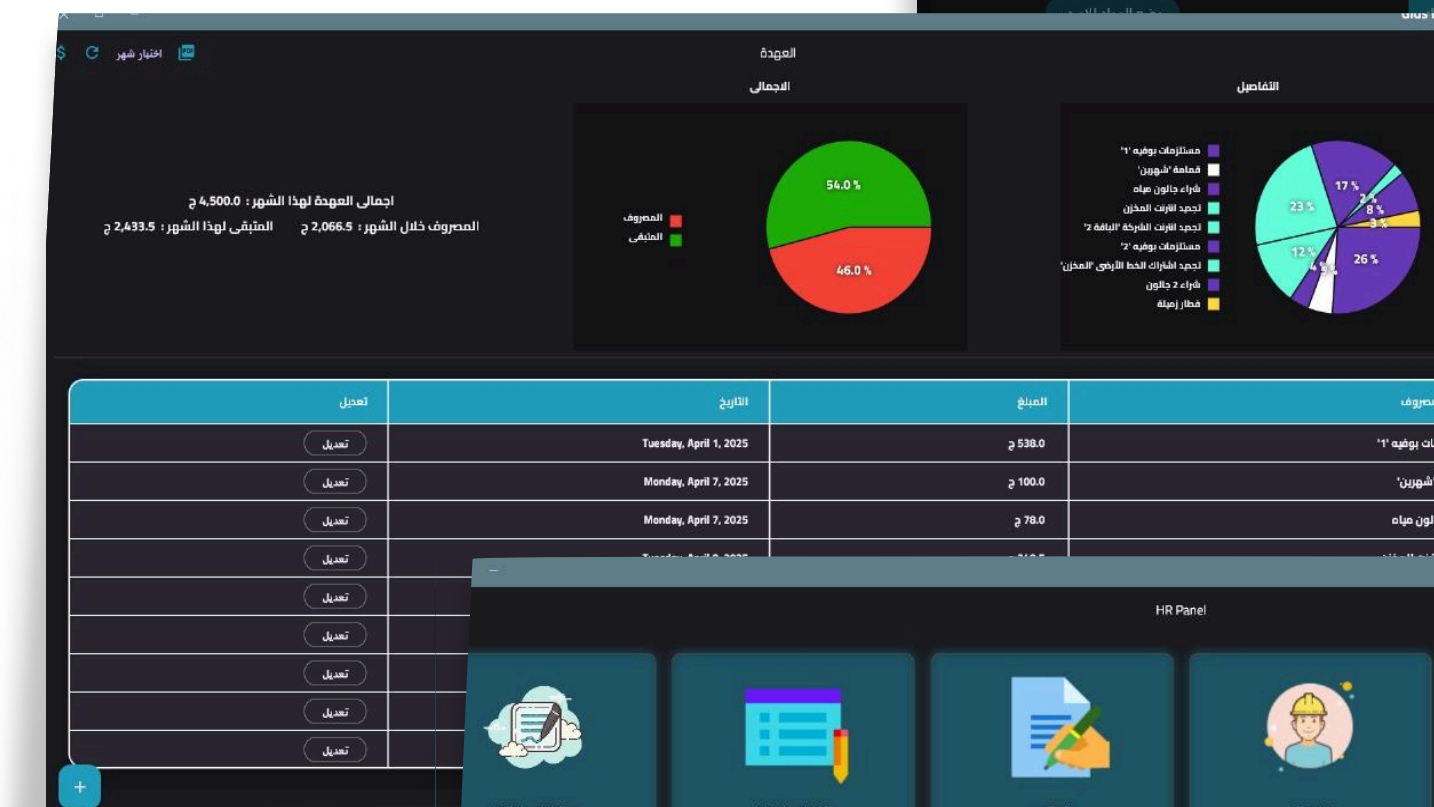 اختيار شهر
PDF
العهدة
الاجمالى
التفاصيل
مستلزمات بوفيه '1'
قمامة 'شهرين'
شراء جالون مياه
تجديد انترنت المخزن
تجديد انترنت الشركة 'الباقة 2'
مستلزمات بوفيه '2'
تجديد اشتراك الخط الأرضى 'المخزن'
شراء 2 جالون
فطار زميلة
17 %
2 %
8 %
3 %
26 %
12 %
23 %
المصروف
المتبقى
54.0 %
46.0 %
اجمالى العهدة لهذا الشهر : 4,500.0 ج
المصروف خلال الشهر : 2,066.5 ج المتبقى لهذا الشهر : 2,433.5 ج
المبلغ التاريخ تعديل
بوفيه '1' 538.0 ج Tuesday, April 1, 2025 تعديل
'شهرين' 100.0 ج Monday, April 7, 2025 تعديل
مياه 78.0 ج Monday, April 7, 2025 تعديل
تعديل
تعديل
تعديل
تعديل
تعديل
تعديل
+
HR Panel